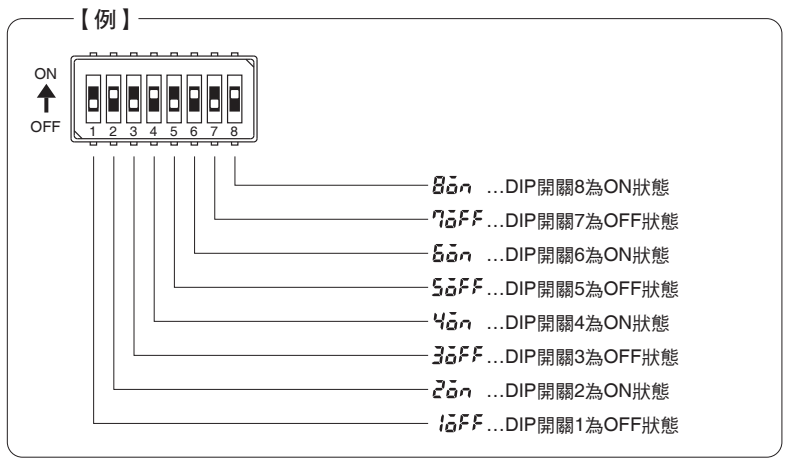 【例】
ON
OFF
1 2 3 4 5 6 7 8
8on …DIP開關8為ON狀態
7oFF…DIP開關7為OFF狀態
6on …DIP開關6為ON狀態
5oFF…DIP開關5為OFF狀態
4on …DIP開關4為ON狀態
3oFF…DIP開關3為OFF狀態
2on …DIP開關2為ON狀態
1oFF…DIP開關1為OFF狀態